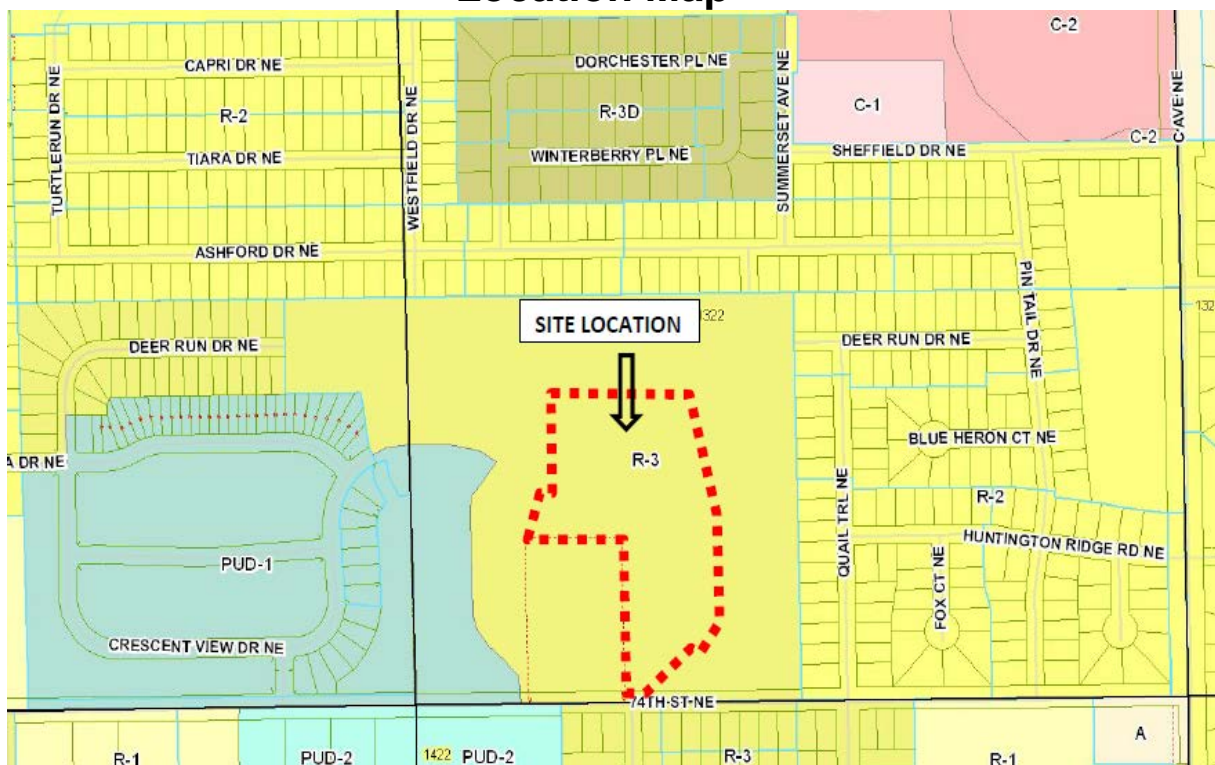 Location Map
C-2
CAPRI DR NE
DORCHESTER PL NE
TURTLERUN DR NE
R-2
WESTFIELD DR NE
R-3D
SUMMERSET AVE NE
C-1
C AVE NE
C-2
TIARA DR NE
WINTERBERRY PL NE
SHEFFIELD DR NE
ASHFORD DR NE
PIN TAIL DR NE
SITE LOCATION
DEER RUN DR NE
DEER RUN DR NE
R-3
BLUE HERON CT NE
A DR NE
QUAIL TRL NE
R-2
HUNTINGTON RIDGE RD NE
PUD-1
FOX CT NE
CRESCENT VIEW DR NE
74TH ST NE
R-1
PUD-2
1422
PUD-2
R-3
R-1
A